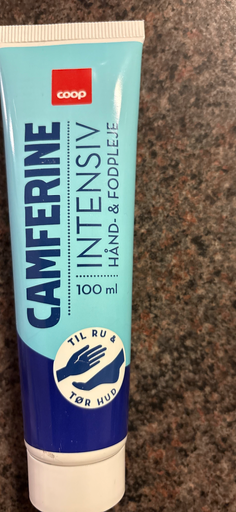 coop
CAMFERINE
INTENSIV
HÅND- & FODPLEJE
100 ml
TIL RU &
TØR HUD